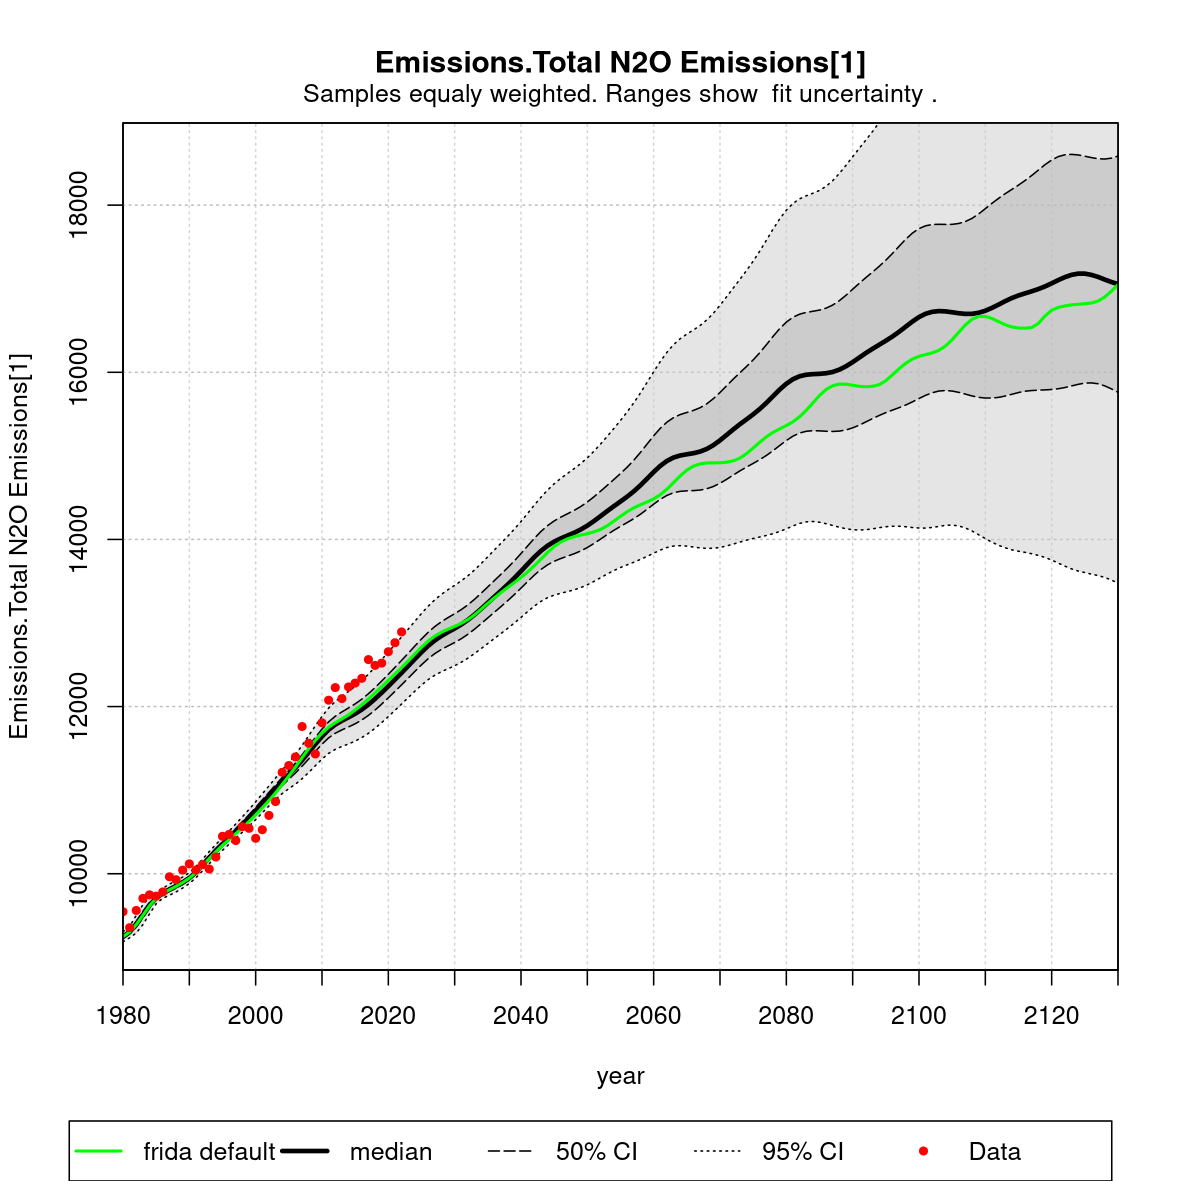 Emissions.Total N2O Emissions[1]
Samples equaly weighted. Ranges show  fit uncertainty .
Emissions.Total N2O Emissions[1]
18000
16000
14000
12000
10000
1980 2000 2020 2040 2060 2080 2100 2120
year
frida default median 50% CI 95% CI Data